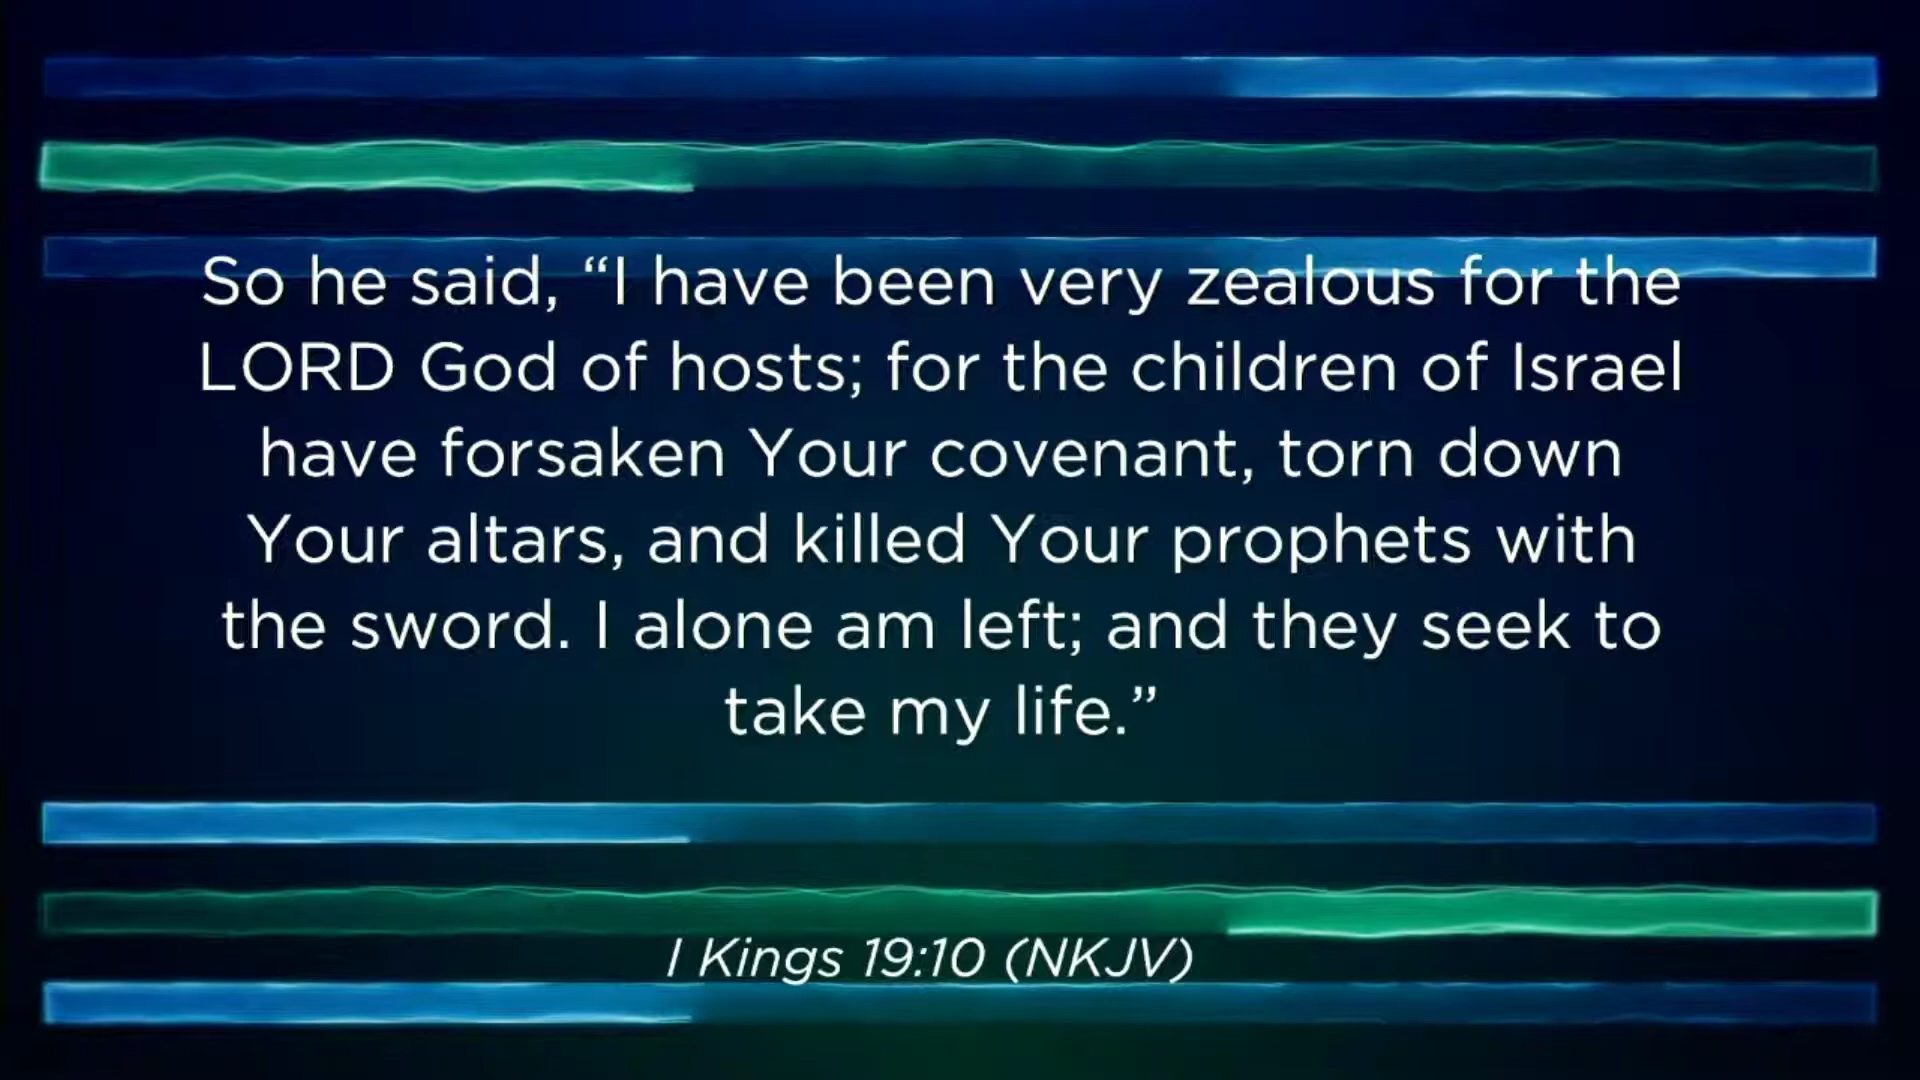 So he said, “I have been very zealous for the
LORD God of hosts; for the children of Israel
have forsaken Your covenant, torn down
Your altars, and killed Your prophets with
the sword. I alone am left; and they seek to
take my life.”
I Kings 19:10 (NKJV)